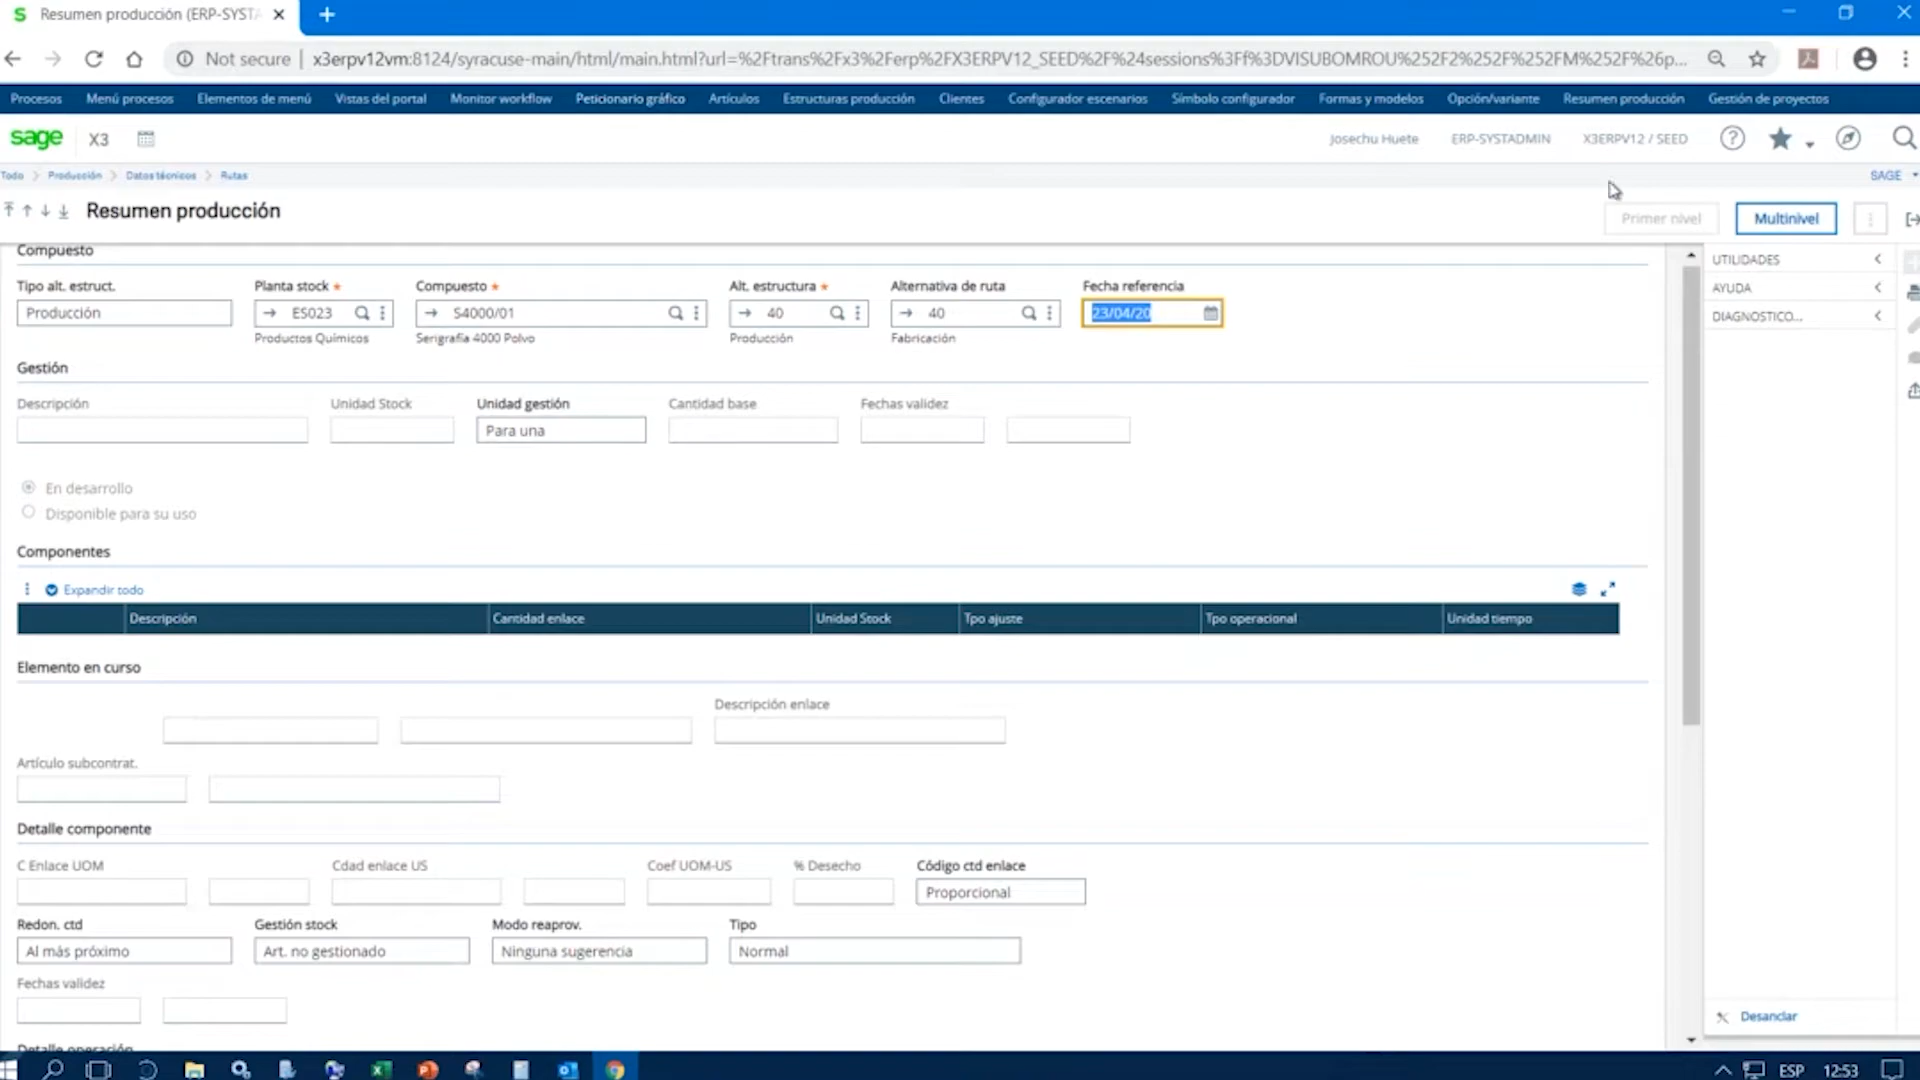 S Resumen producción (ERP-SYSTA
Not secure | x3erpv12vm:8124/syracuse-main/html/main.html?url=%2Ftrans%2Fx3%2Ferp%2FX3ERPV12_SEED%2F%24sessions%3Ff%3DVISUBOMROU%252F2%252F%252FM%252F%26p...
Procesos Menú procesos Elementos de menú Vistas del portal Monitor workflow Peticionario gráfico Artículos Estructuras producción Clientes Configurador escenarios Símbolo configurador Formas y modelos Opción/variante Resumen producción Gestión de proyectos
sage X3 Josechu Huete ERP-SYSTADMIN X3ERPV12 / SEED
Todo > Producción > Datos técnicos > Rutas SAGE
Resumen producción Primer nivel Multinivel
Compuesto
Tipo alt. estruct. Planta stock * Compuesto * Alt. estructura * Alternativa de ruta Fecha referencia
Producción ES023 S4000/01 40 40 23/04/20
Productos Químicos Serigrafía 4000 Polvo Producción Fabricación
Gestión
Descripción Unidad Stock Unidad gestión Cantidad base Fechas validez
Para una
En desarrollo
Disponible para su uso
Componentes
Expandir todo
Descripción Cantidad enlace Unidad Stock Tpo ajuste Tpo operacional Unidad tiempo
Elemento en curso
Descripción enlace
Artículo subcontrat.
Detalle componente
C Enlace UOM Cdad enlace US Coef UOM-US % Desecho Código ctd enlace
Proporcional
Redon. ctd Gestión stock Modo reaprov. Tipo
Al más próximo Art. no gestionado Ninguna sugerencia Normal
Fechas validez
Detalle operación
UTILIDADES
AYUDA
DIAGNOSTICO...
Desanclar
ESP 12:53